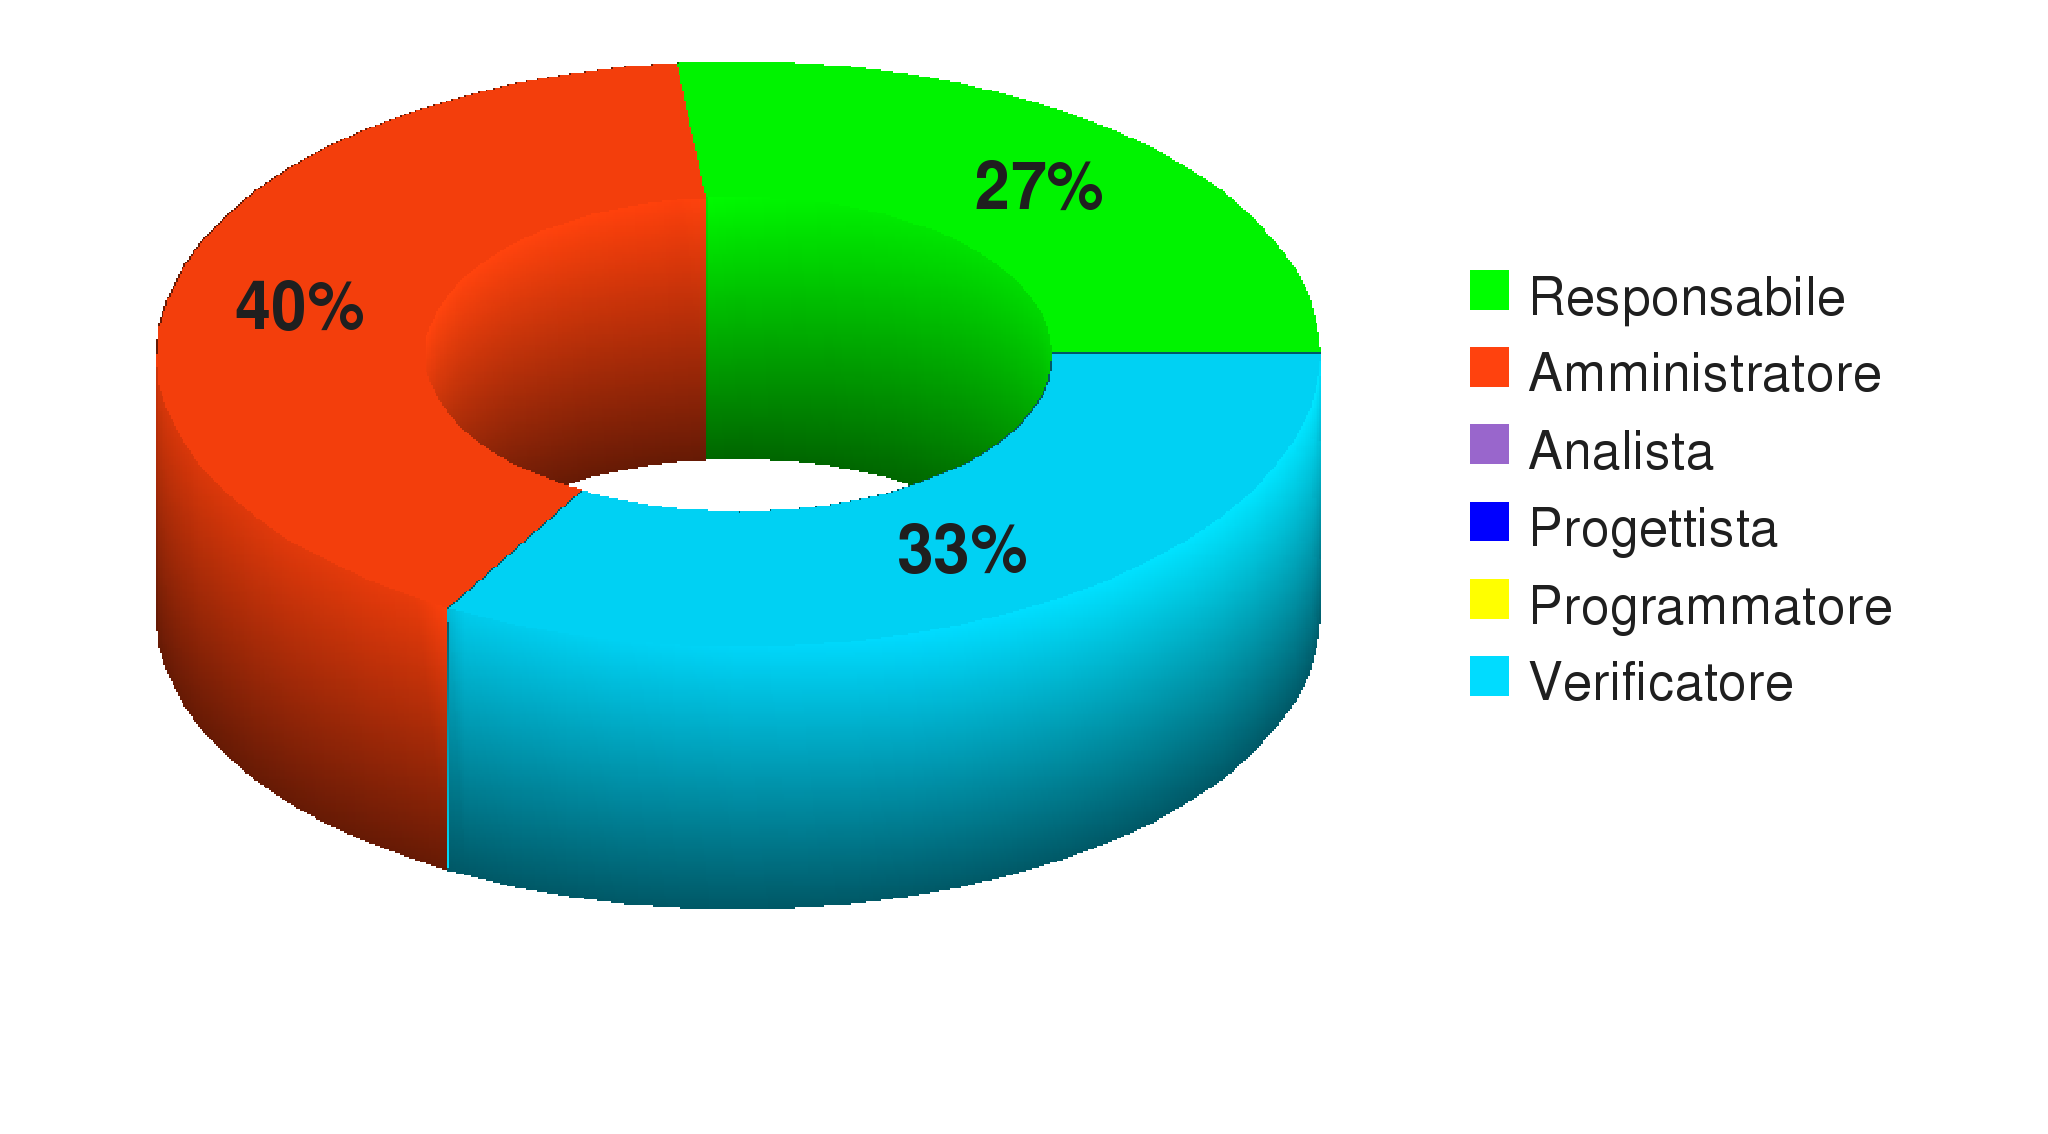 27%
40%
33%
Responsabile
Amministratore
Analista
Progettista
Programmatore
Verificatore